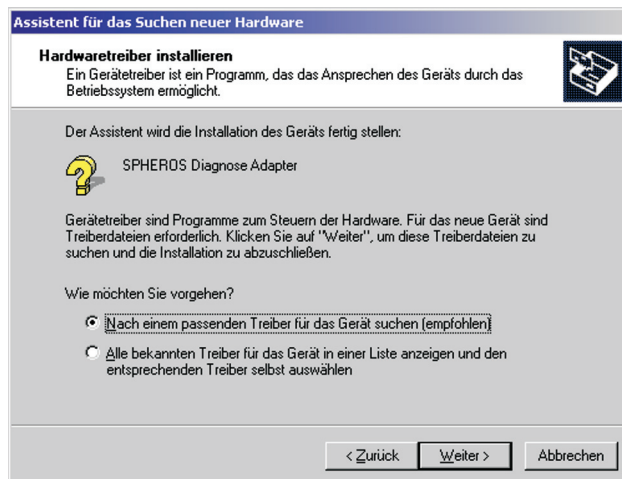 Assistent für das Suchen neuer Hardware
Hardwaretreiber installieren
Ein Gerätetreiber ist ein Programm, das das Ansprechen des Geräts durch das
Betriebssystem ermöglicht.
Der Assistent wird die Installation des Geräts fertig stellen:
SPHEROS Diagnose Adapter
Gerätetreiber sind Programme zum Steuern der Hardware. Für das neue Gerät sind
Treiberdateien erforderlich. Klicken Sie auf "Weiter", um diese Treiberdateien zu
suchen und die Installation zu abzuschließen.
Wie möchten Sie vorgehen?
Nach einem passenden Treiber für das Gerät suchen (empfohlen)
Alle bekannten Treiber für das Gerät in einer Liste anzeigen und den
entsprechenden Treiber selbst auswählen
< Zurück Weiter > Abbrechen